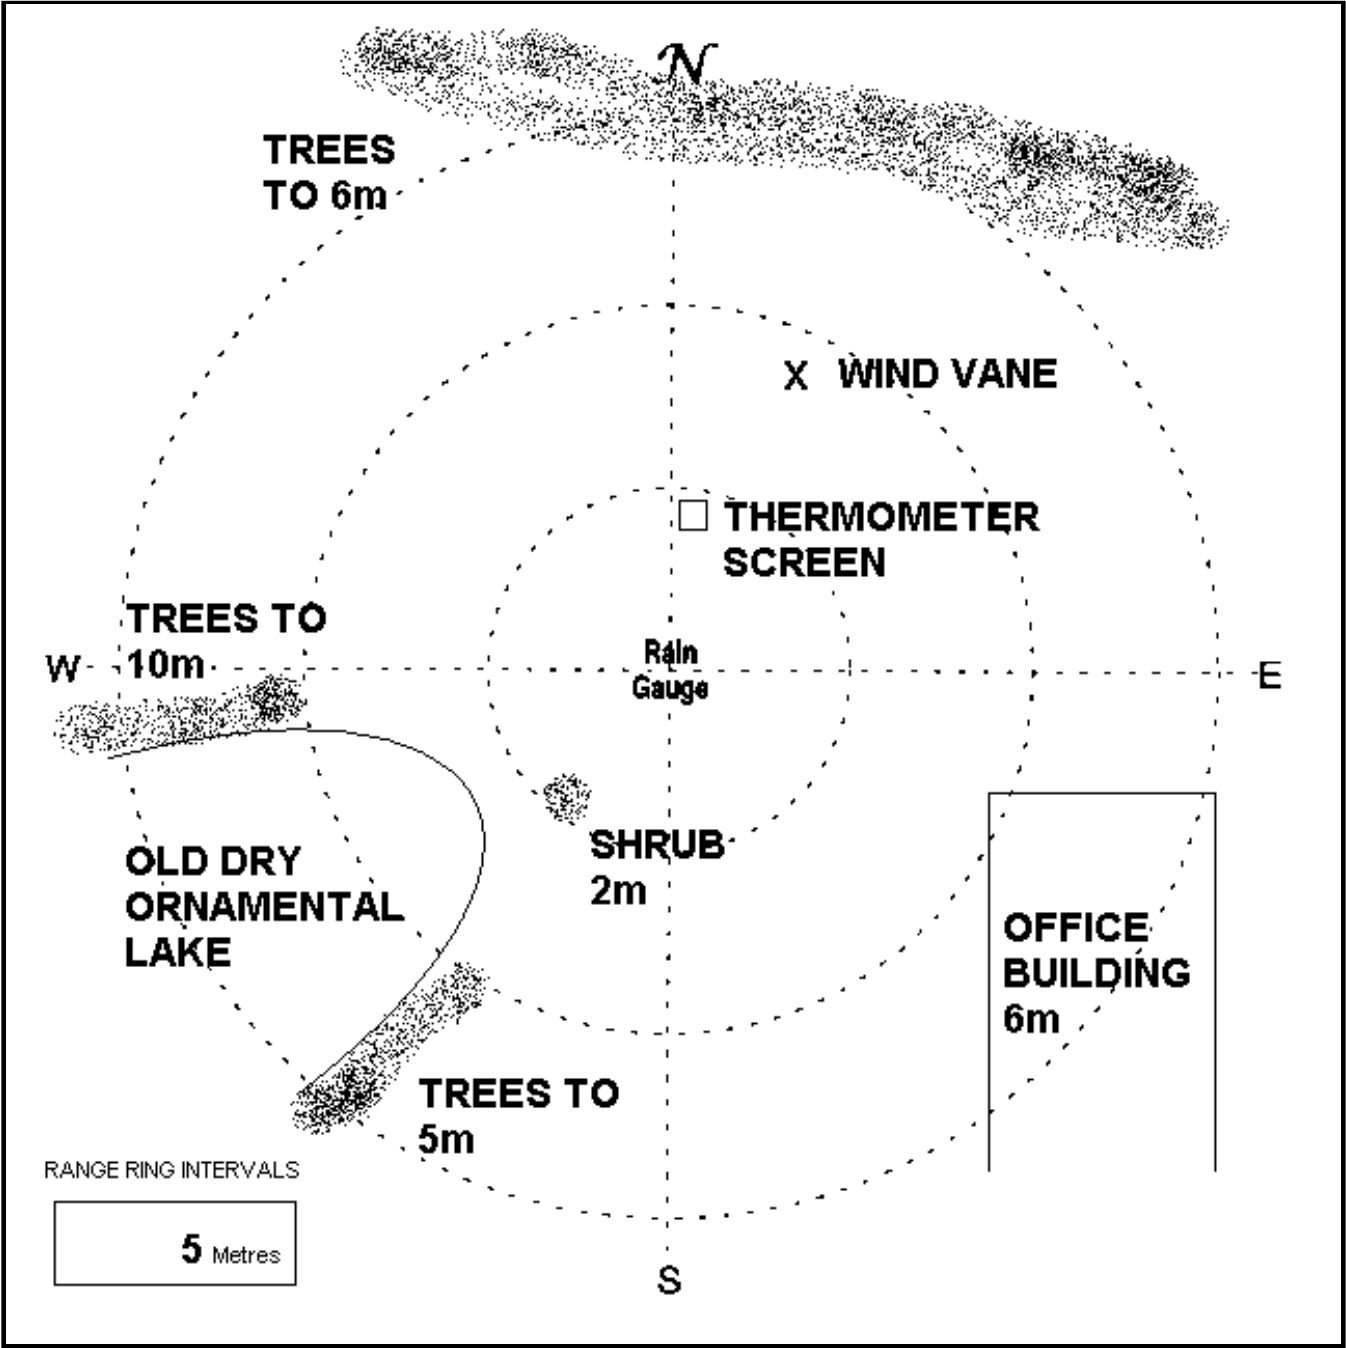 N
TREES
TO 6m
X WIND VANE
THERMOMETER
SCREEN
TREES TO
10m
W
Rain
Gauge
E
SHRUB
2m
OLD DRY
ORNAMENTAL
LAKE
OFFICE
BUILDING
6m
TREES TO
5m
RANGE RING INTERVALS
5 Metres
S